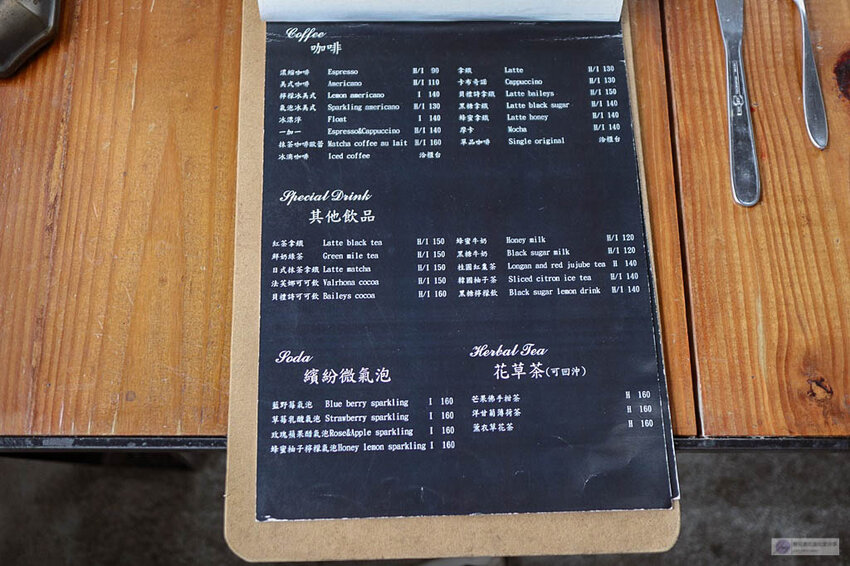 Coffee
咖啡
濃縮咖啡 Espresso H/I 90
美式咖啡 Americano H/I 110
檸檬冰美式 Lemon americano I 140
氣泡冰美式 Sparkling americano H/I 130
冰漂浮 Float I 140
一加一 Espresso&Cappuccino H/I 140
抹茶咖啡歐蕾 Matcha coffee su lait H/I 160
冰滴咖啡 Iced coffee 洽櫃台
拿鐵 Latte H/I 130
卡布奇諾 Cappuccino H/I 130
貝禮詩拿鐵 Latte baileys H/I 150
黑糖拿鐵 Latte black sugar H/I 140
蜂蜜拿鐵 Latte honey H/I 140
摩卡 Mocha H/I 140
單品咖啡 Single original 洽櫃台
Special Drink
其他飲品
紅茶拿鐵 Latte black tea H/I 150
鮮奶綠茶 Green mile tea H/I 150
日式抹茶拿鐵 Latte matcha H/I 150
法芙娜可可飲 Valrhona cocoa H/I 150
貝禮詩可可飲 Baileys cocoa H/I 160
蜂蜜牛奶 Honey milk H/I 120
黑糖牛奶 Black sugar milk H/I 120
桂圓紅棗茶 Longan and red jujube tea H 140
韓國柚子茶 Sliced citron ice tea H/I 140
黑糖檸檬飲 Black sugar lemon drink H/I 140
Soda
繽紛微氣泡
藍野莓氣泡 Blue berry sparkling I 160
草莓乳酸氣泡 Strawberry sparkling I 160
玫瑰蘋果醋氣泡Rose&Apple sparkling I 160
蜂蜜柚子檸檬氣泡Honey lemon sparkling I 160
Herbal Tea
花草茶(可回沖)
芒果佛手柑茶 H 160
洋甘菊薄荷茶 H 160
薰衣草花茶 H 160